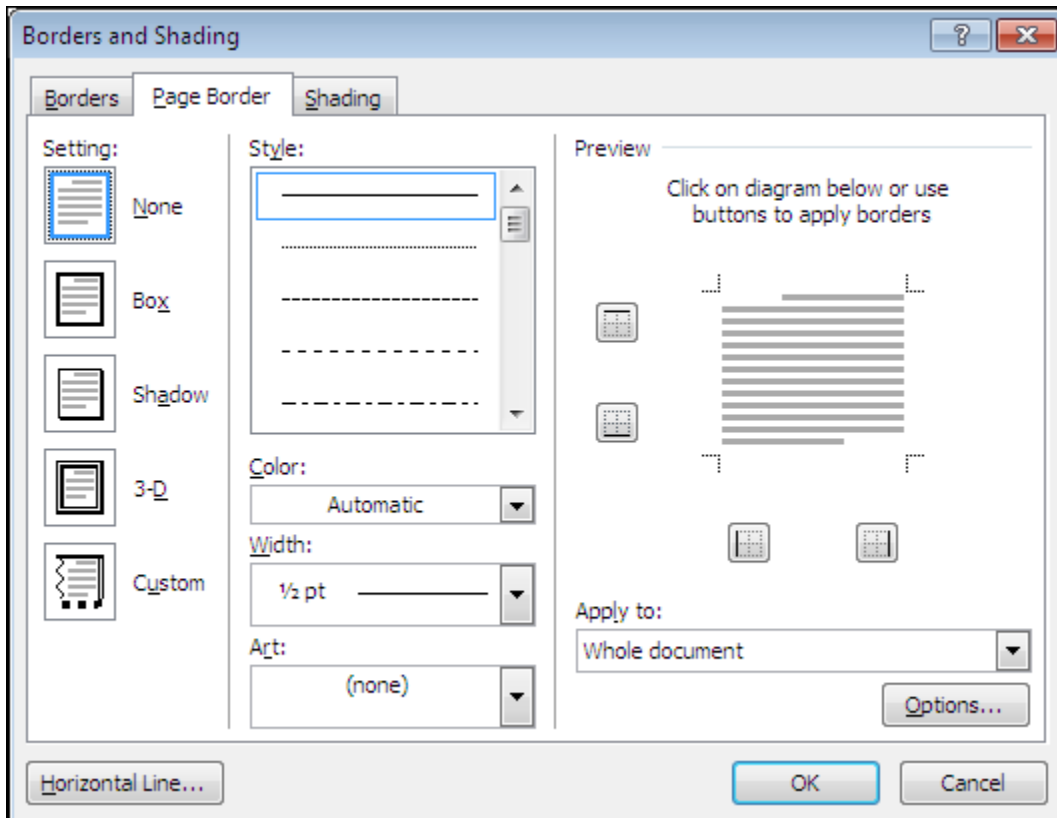 Borders and Shading
Borders
Page Border
Shading
Setting:
None
Box
Shadow
3-D
Custom
Style:
Color:
Automatic
Width:
½ pt
Art:
(none)
Preview
Click on diagram below or use
buttons to apply borders
Apply to:
Whole document
Options...
Horizontal Line...
OK
Cancel